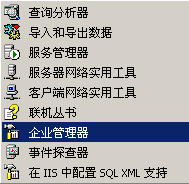 查询分析器
导入和导出数据
服务管理器
服务器网络实用工具
客户端网络实用工具
联机丛书
企业管理器
事件探查器
在 IIS 中配置 SQL XML 支持